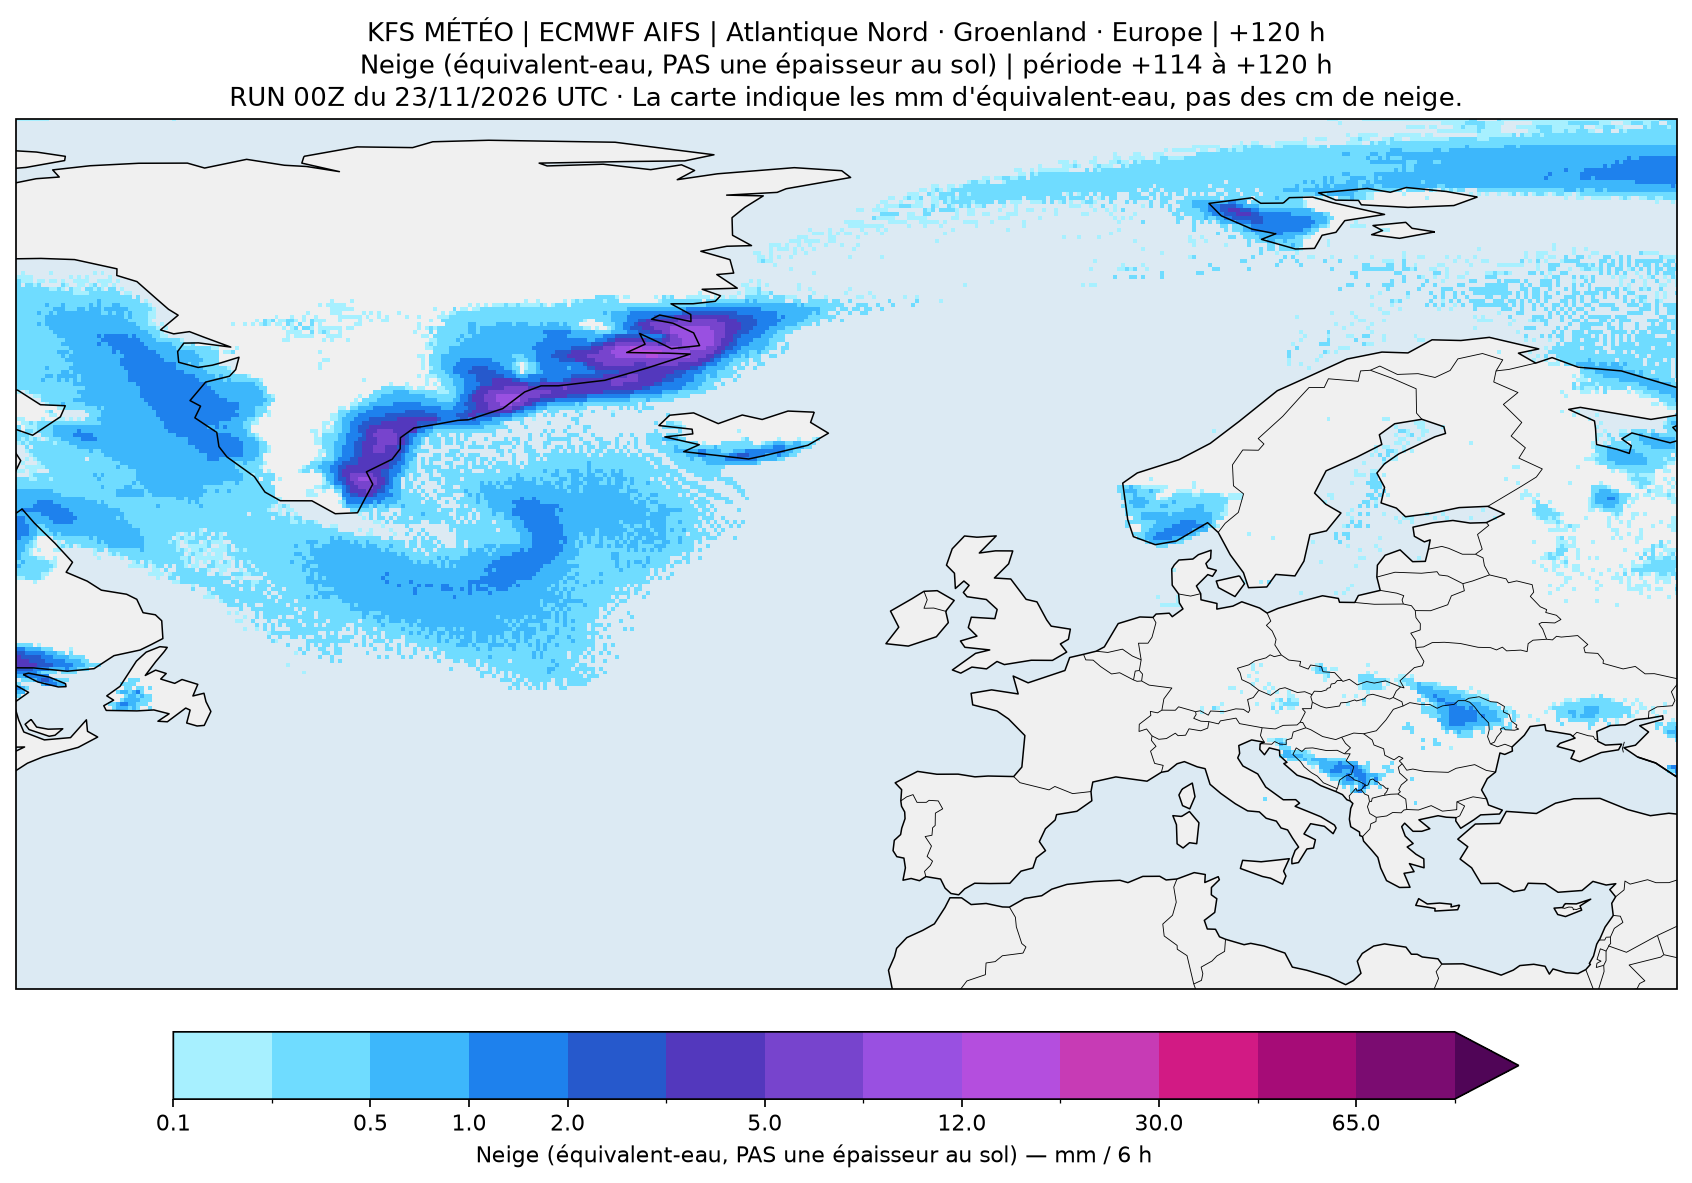 KFS MÉTÉO | ECMWF AIFS | Atlantique Nord · Groenland · Europe | +120 h
Neige (équivalent-eau, PAS une épaisseur au sol) | période +114 à +120 h
RUN 00Z du 23/11/2026 UTC · La carte indique les mm d'équivalent-eau, pas des cm de neige.
0.1 0.5 1.0 2.0 5.0 12.0 30.0 65.0
Neige (équivalent-eau, PAS une épaisseur au sol) — mm / 6 h